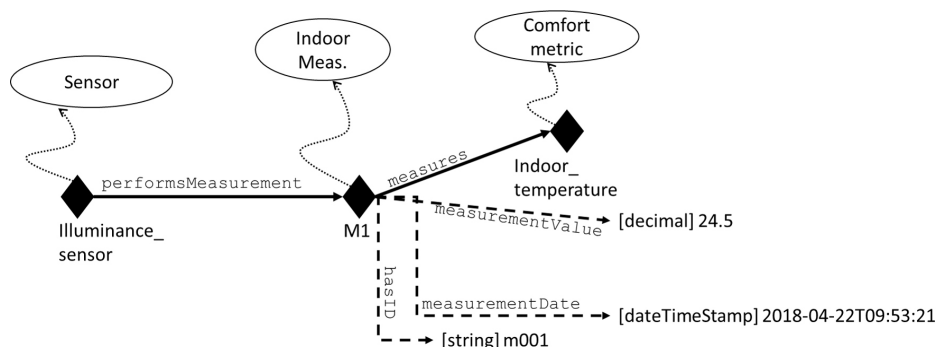 Comfort
metric
Indoor
Meas.
Sensor
measures
Indoor_
temperature
performsMeasurement
measurementValue
[decimal] 24.5
Illuminance_
sensor
M1
hasID
measurementDate
[dateTimeStamp] 2018-04-22T09:53:21
[string] m001